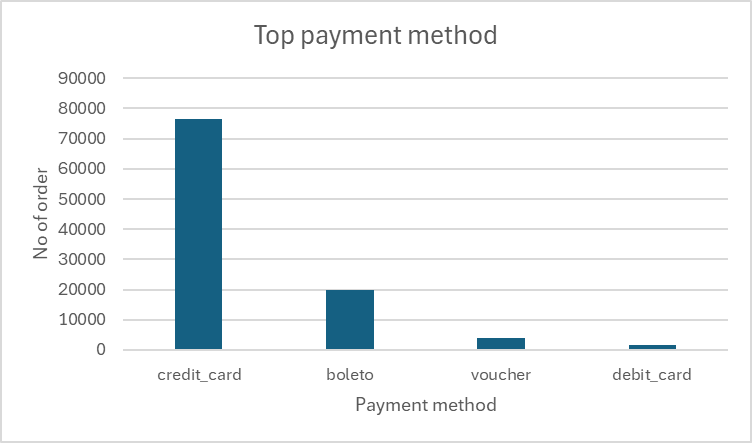 Top payment method
90000
80000
70000
60000
50000
40000
30000
20000
10000
0
No of order
credit_card boleto voucher debit_card
Payment method